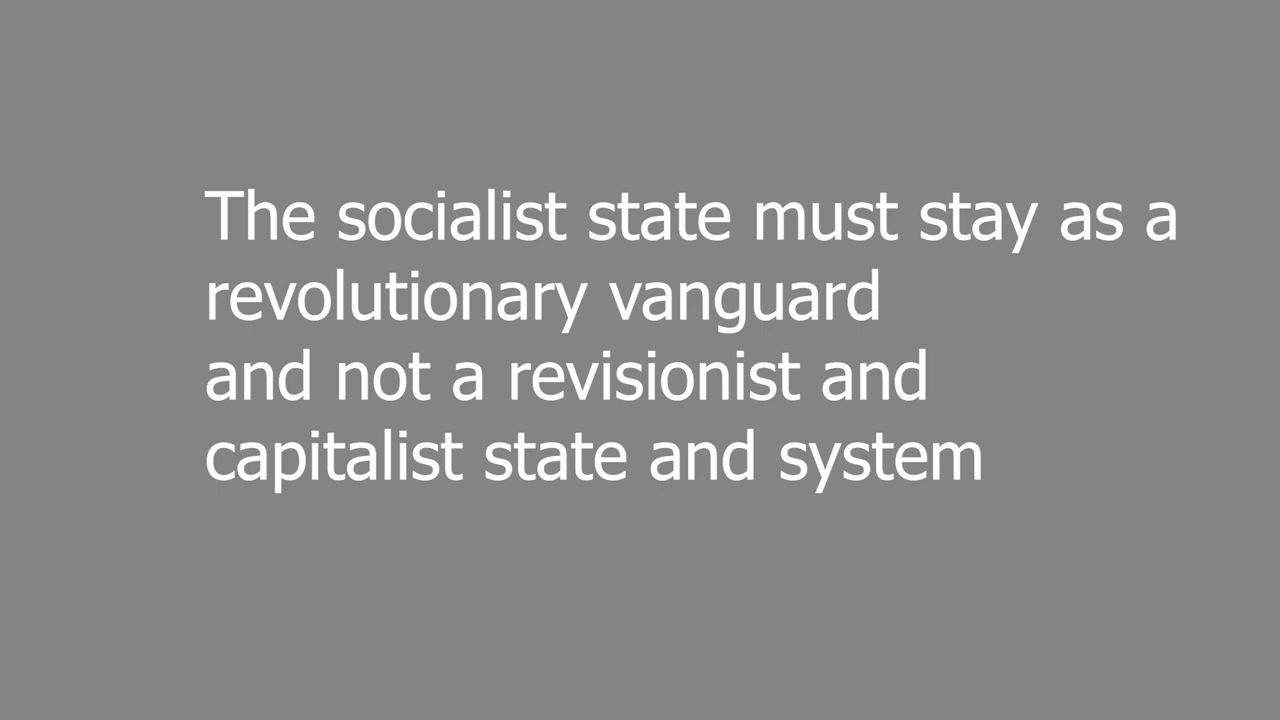 The socialist state must stay as a
revolutionary vanguard
and not a revisionist and
capitalist state and system